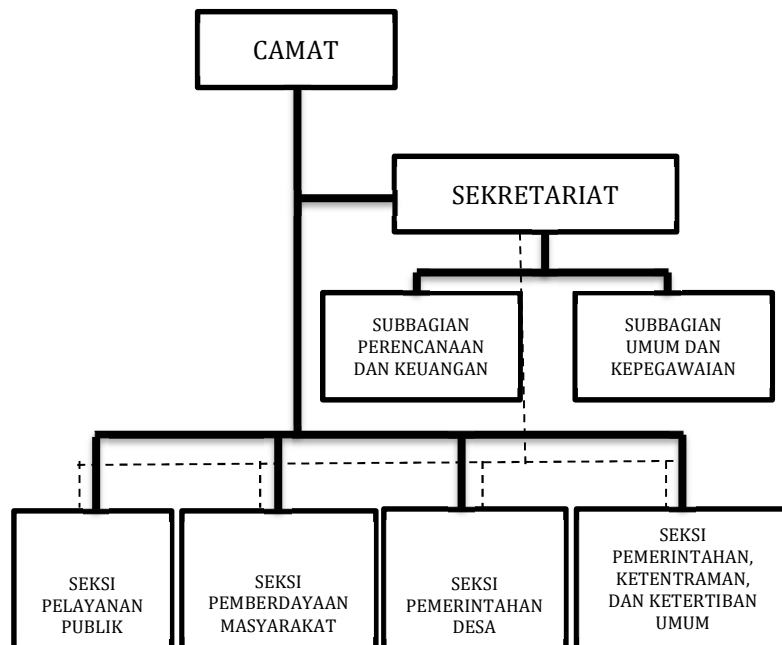 CAMAT
SEKRETARIAT
SUBBAGIAN
PERENCANAAN
DAN KEUANGAN
SUBBAGIAN
UMUM DAN
KEPEGAWAIAN
SEKSI
PELAYANAN
PUBLIK
SEKSI
PEMBERDAYAAN
MASYARAKAT
SEKSI
PEMERINTAHAN
DESA
SEKSI
PEMERINTAHAN,
KETENTRAMAN,
DAN KETERTIBAN
UMUM